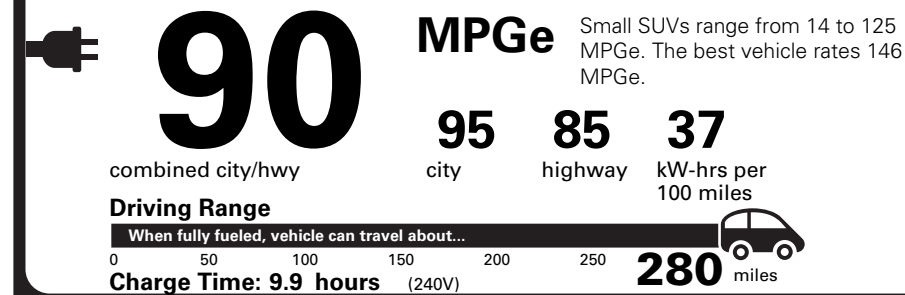 90
MPGe
Small SUVs range from 14 to 125
MPGe. The best vehicle rates 146
MPGe.
95
85
37
combined city/hwy
city
highway
kW-hrs per
100 miles
Driving Range
When fully fueled, vehicle can travel about...
0 50 100 150 200 250 280 miles
Charge Time: 9.9 hours (240V)